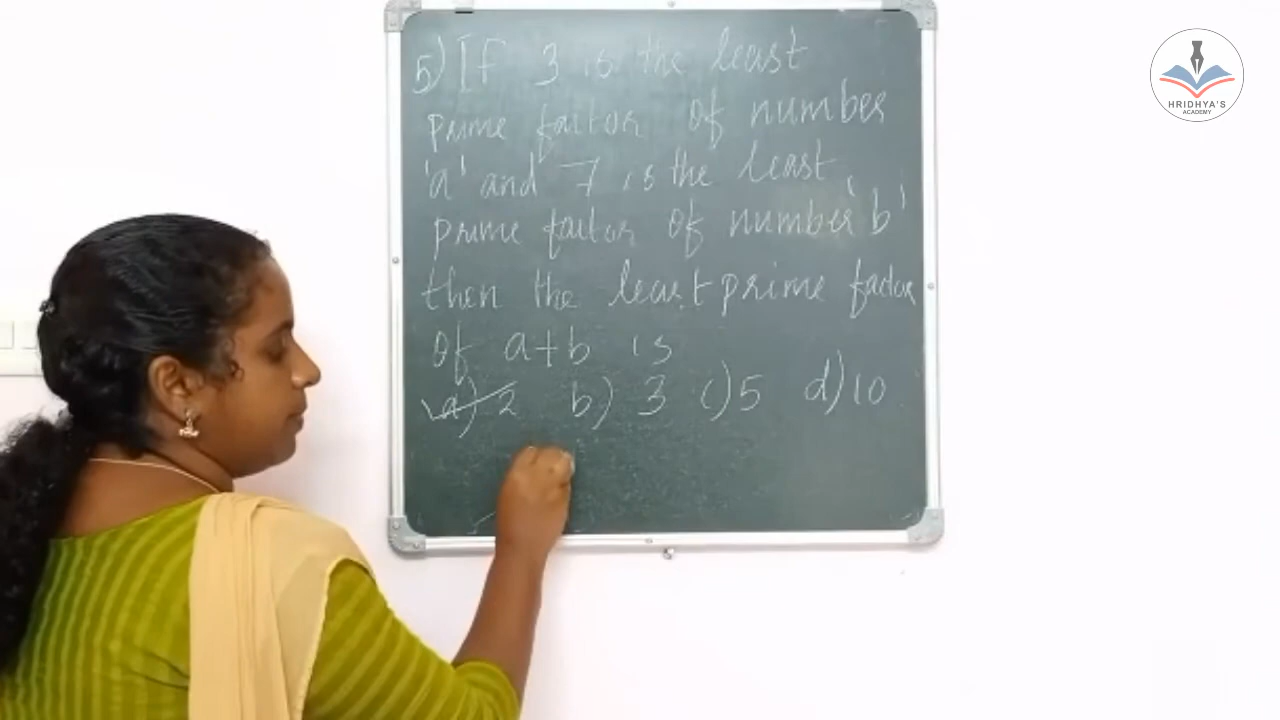 5) If 3 is the least
prime factor of number
'a' and 7 is the least
prime factor of number 'b'
then the least prime factor
of a+b is
a) 2 b) 3 c) 5 d) 10
HRIDHYA'S
ACADEMY